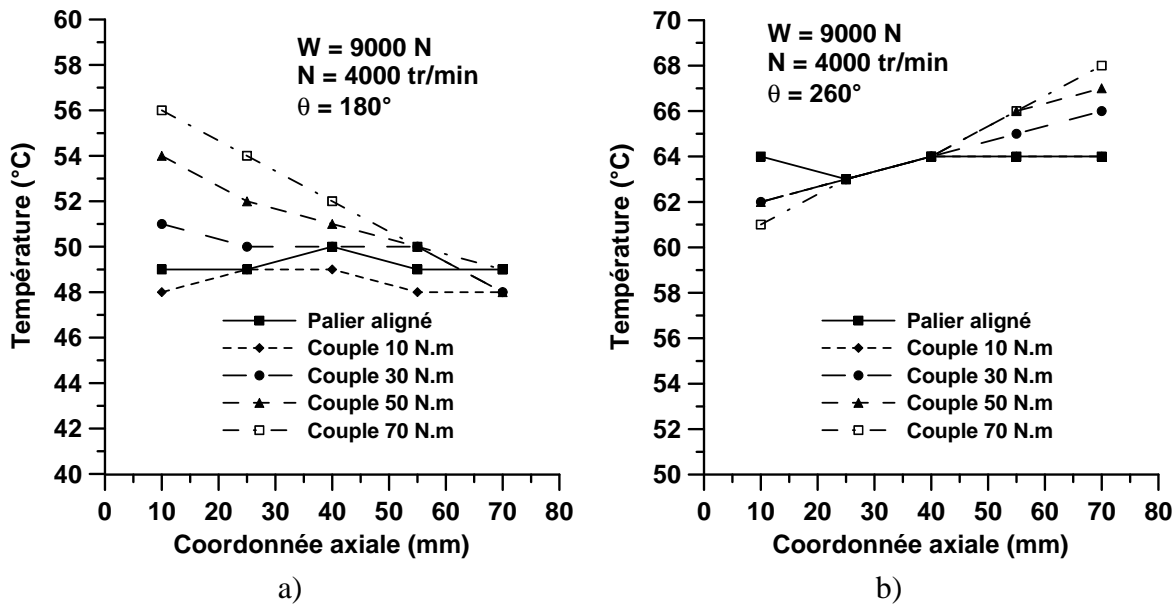 60
58
56
54
52
50
48
46
44
42
40
Température (°C)
W = 9000 N
N = 4000 tr/min
θ = 180°
Palier aligné
Couple 10 N.m
Couple 30 N.m
Couple 50 N.m
Couple 70 N.m
0 10 20 30 40 50 60 70 80
Coordonnée axiale (mm)
a)
70
68
66
64
62
60
58
56
54
52
50
Température (°C)
W = 9000 N
N = 4000 tr/min
θ = 260°
Palier aligné
Couple 10 N.m
Couple 30 N.m
Couple 50 N.m
Couple 70 N.m
0 10 20 30 40 50 60 70 80
Coordonnée axiale (mm)
b)